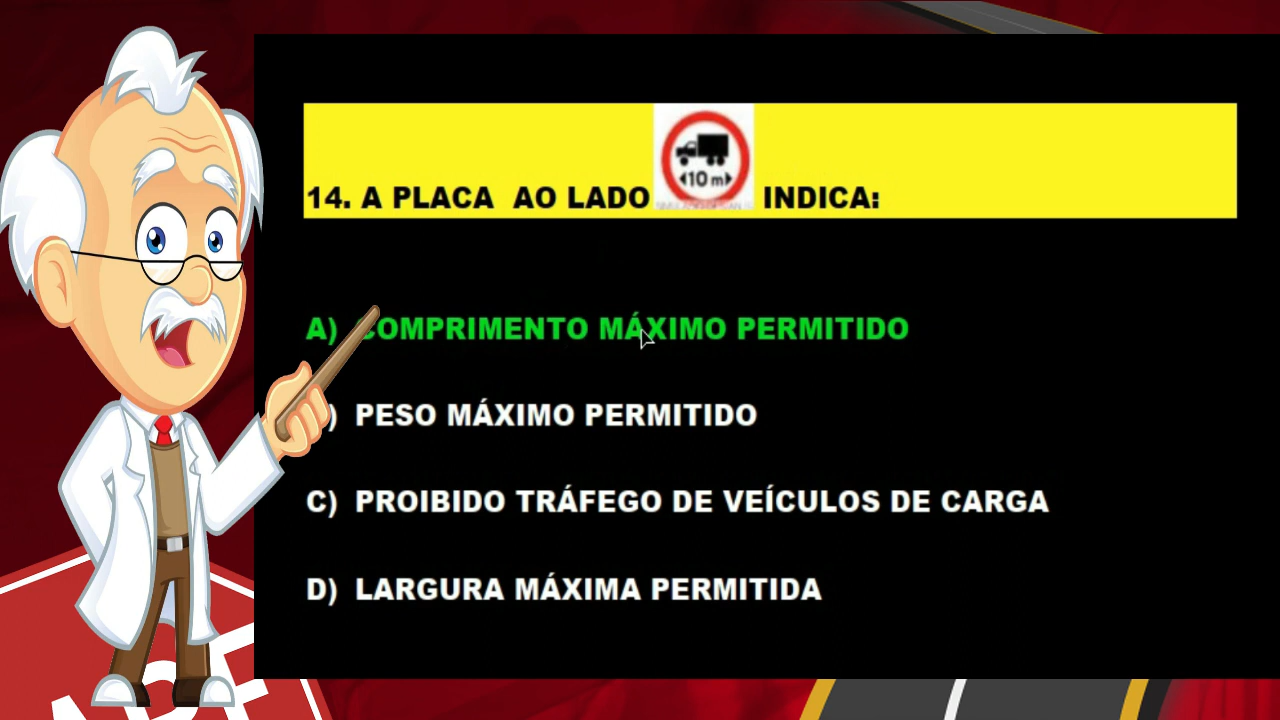 14. A PLACA AO LADO INDICA:
10 m
A) COMPRIMENTO MÁXIMO PERMITIDO
) PESO MÁXIMO PERMITIDO
C) PROIBIDO TRÁFEGO DE VEÍCULOS DE CARGA
D) LARGURA MÁXIMA PERMITIDA